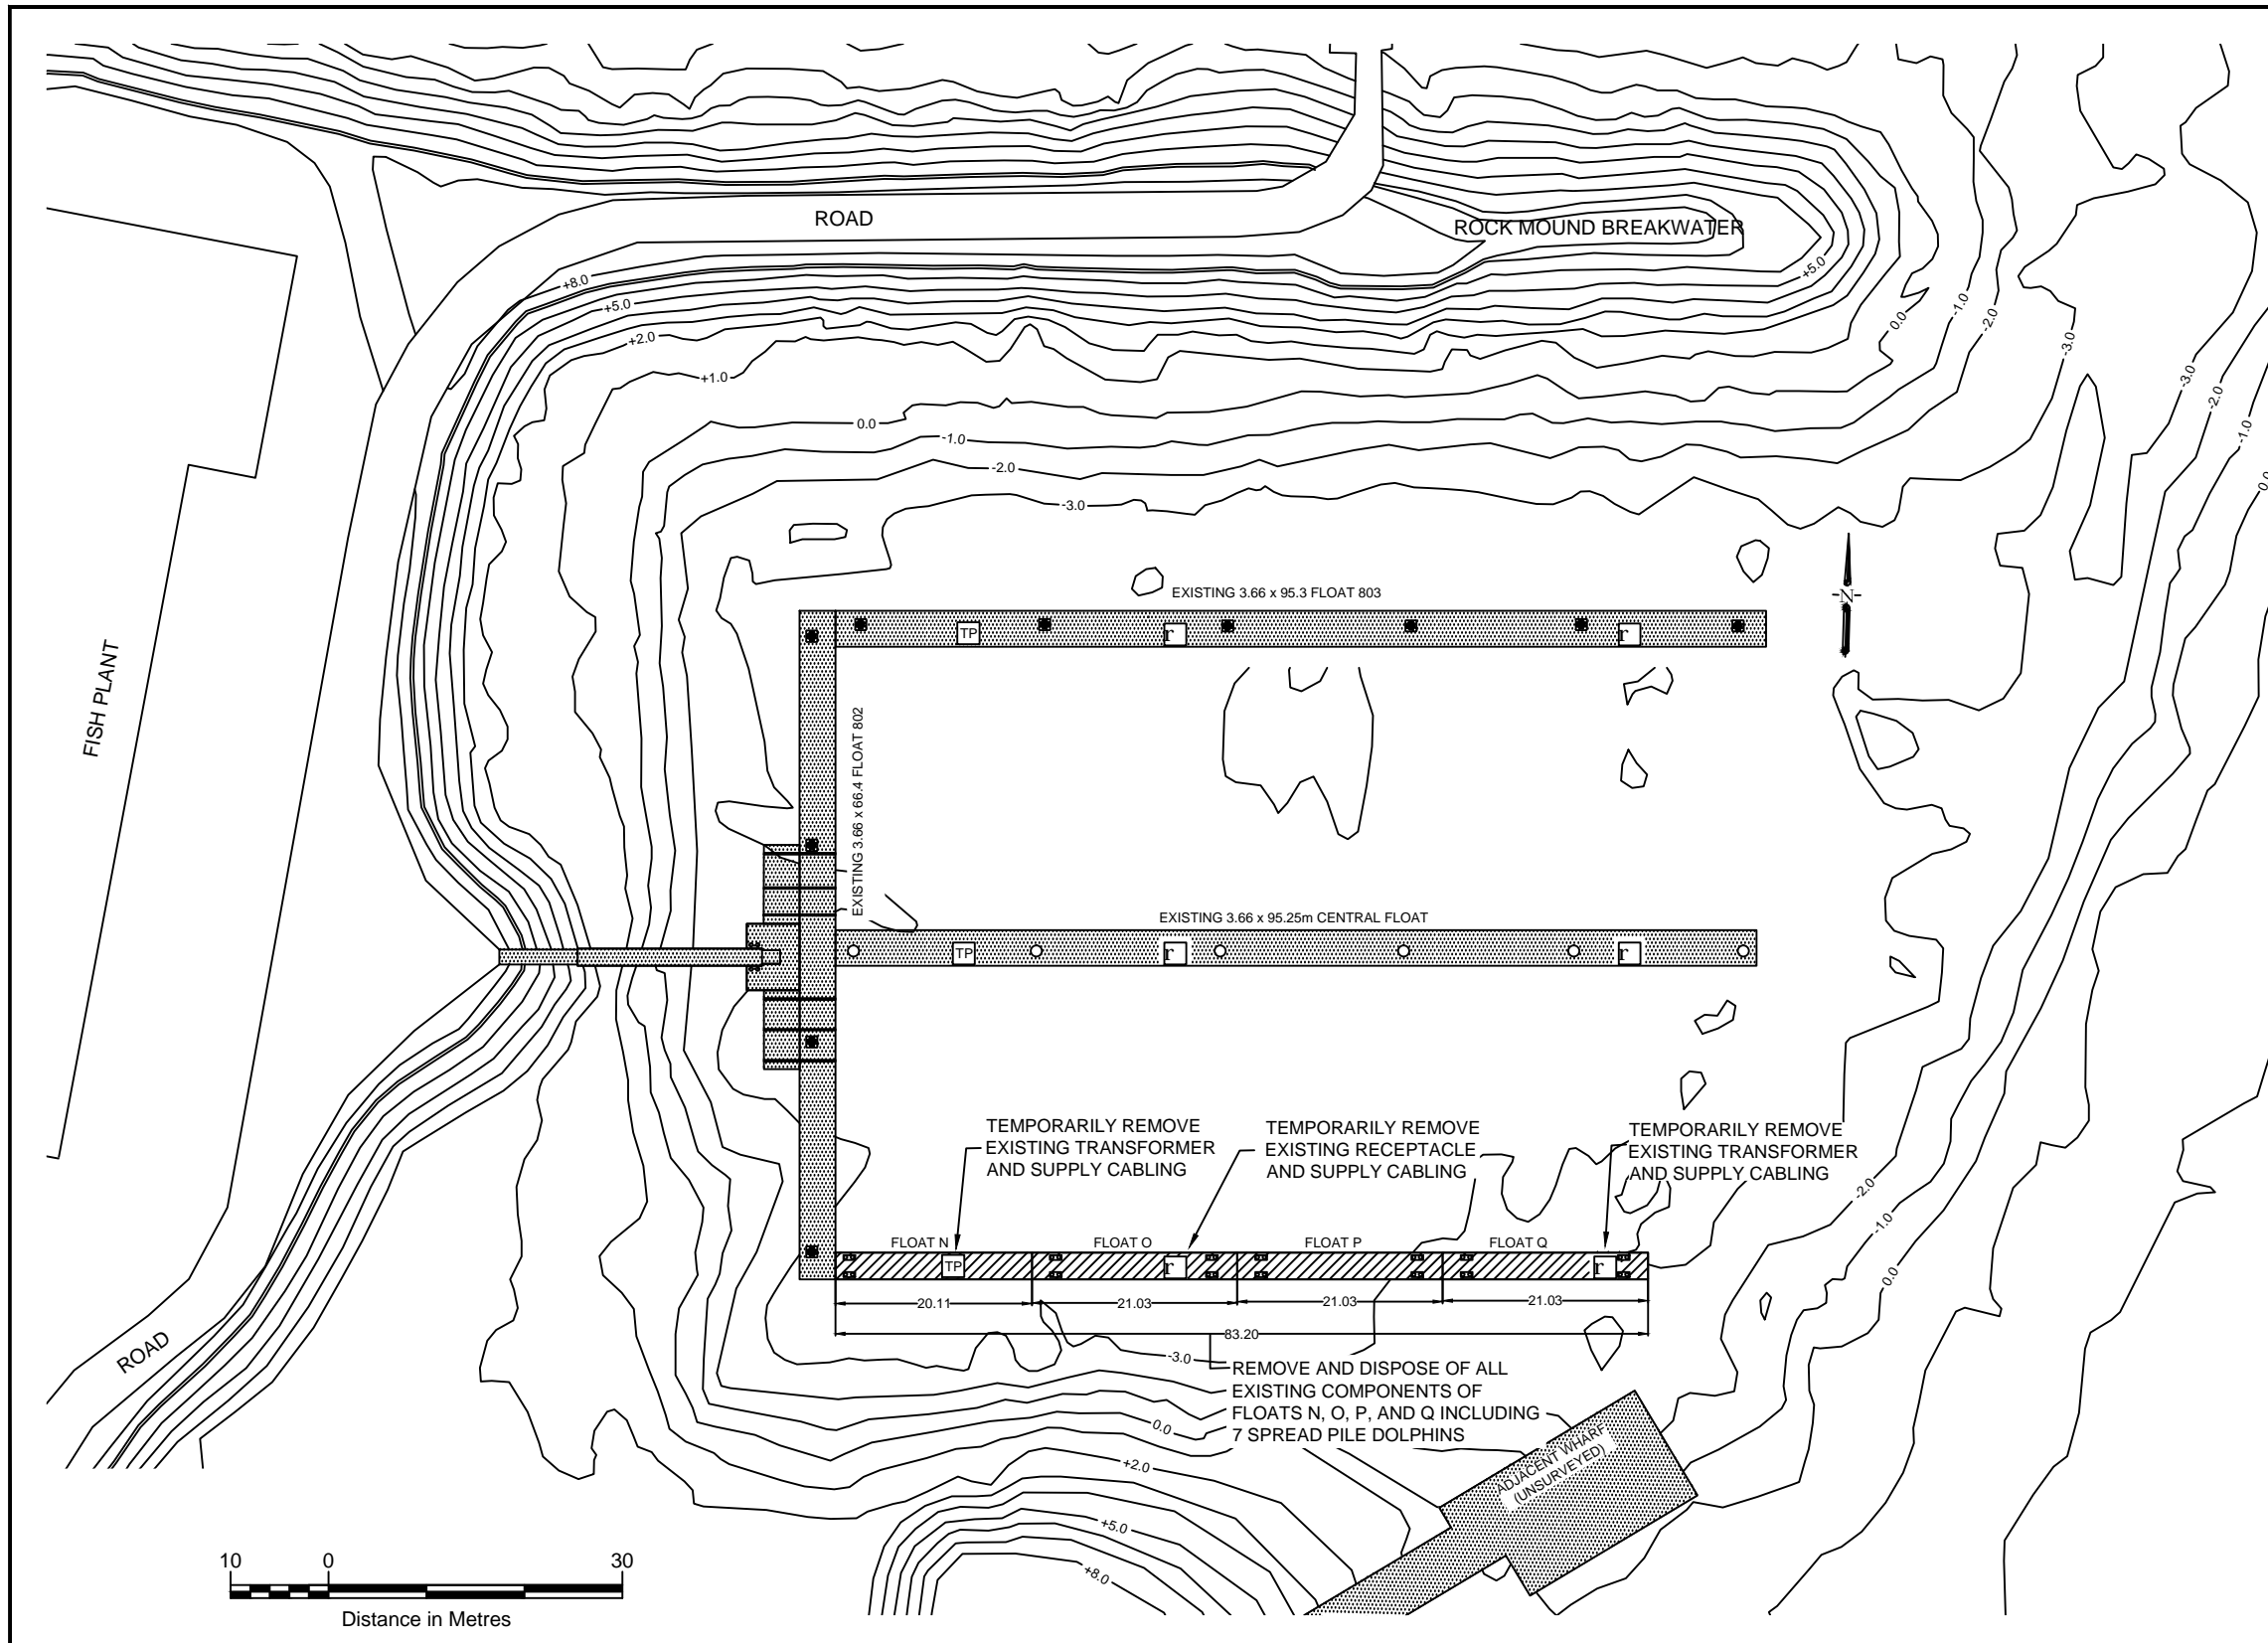 ROAD
ROCK MOUND BREAKWATER
+8.0
+5.0
+5.0
+2.0
+1.0
0.0
-1.0
-2.0
-3.0
0.0
-1.0
-2.0
-3.0
-3.0
-2.0
-1.0
0.0
-N-
EXISTING 3.66 x 95.3 FLOAT 803
TP
r
r
FISH PLANT
EXISTING 3.66 x 66.4 FLOAT 802
EXISTING 3.66 x 95.25m CENTRAL FLOAT
TP
r
r
TEMPORARILY REMOVE
EXISTING TRANSFORMER
AND SUPPLY CABLING
TEMPORARILY REMOVE
EXISTING RECEPTACLE
AND SUPPLY CABLING
TEMPORARILY REMOVE
EXISTING TRANSFORMER
AND SUPPLY CABLING
-2.0
-1.0
0.0
FLOAT N
FLOAT O
FLOAT P
FLOAT Q
TP
r
r
20.11
21.03
21.03
21.03
83.20
-3.0
REMOVE AND DISPOSE OF ALL
EXISTING COMPONENTS OF
FLOATS N, O, P, AND Q INCLUDING
7 SPREAD PILE DOLPHINS
0.0
+2.0
+5.0
+8.0
ADJACENT WHARF
(UNSURVEYED)
ROAD
10 0 30
Distance in Metres